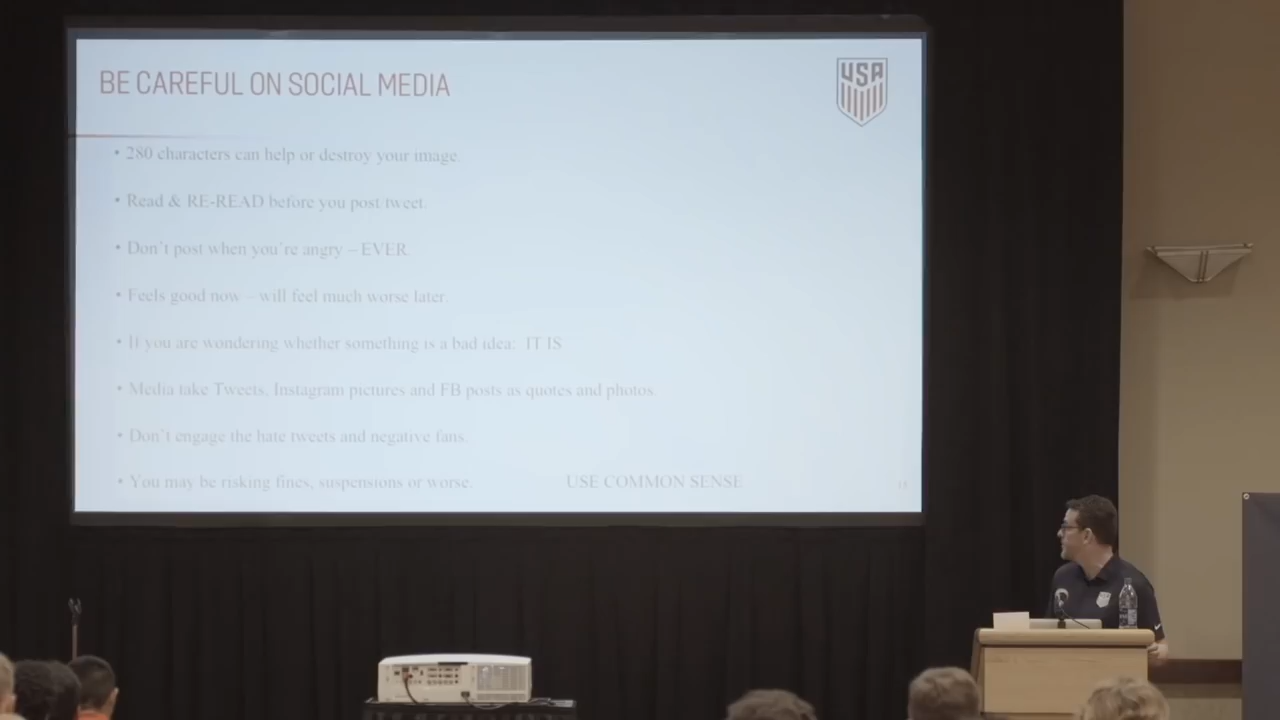 BE CAREFUL ON SOCIAL MEDIA
USA
• 280 characters can help or destroy your image.
• Read & RE-READ before you post tweet.
• Don't post when you're angry – EVER.
• Feels good now – will feel much worse later.
• If you are wondering whether something is a bad idea: IT IS
• Media take Tweets, Instagram pictures and FB posts as quotes and photos.
• Don't engage the hate tweets and negative fans.
• You may be risking fines, suspensions or worse. USE COMMON SENSE